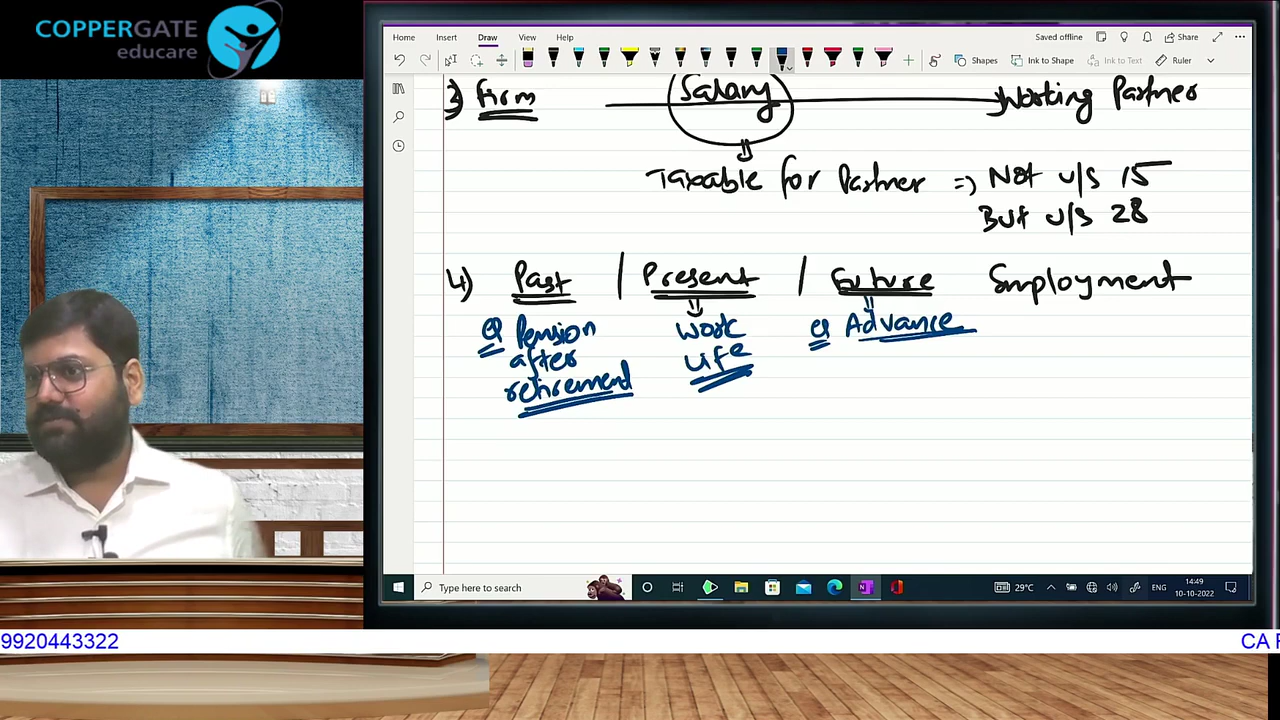 COPPERGATE
educare
Home Insert Draw View Help
Saved offline
Share
Shapes
Ink to Shape
Ink to Text
Ruler
3) Firm Salary Working Partner
Taxable for Partner => Not u/s 15
But u/s 28
4) Past | Present | Future Employment
eg Pension after retirement
Work Life
eg Advance
Type here to search
29°C
ENG
14:49
10-10-2022
9920443322
CA